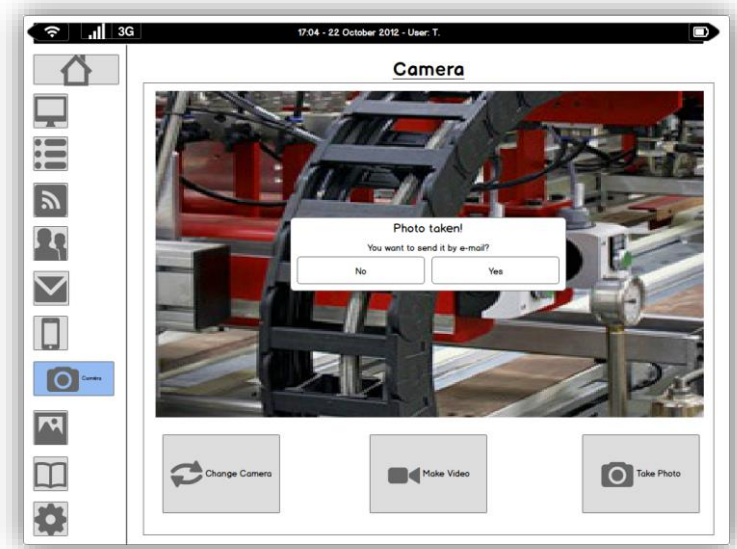 3G
17:04 - 22 October 2012 - User: T.
Camera
Photo taken!
You want to send it by e-mail?
No
Yes
Camera
Change Camera
Make Video
Take Photo